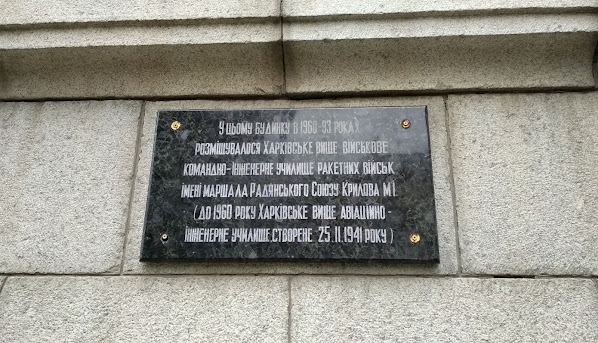 У цьому будинку в 1960-93 роках
розміщувалося Харківське вище військове
командно-інженерне училище ракетних військ
імені маршала Радянського Союзу Крилова М І.
( до 1960 року Харківське вище авіаційно-
інженерне училище, створене 25.11.1941 року )